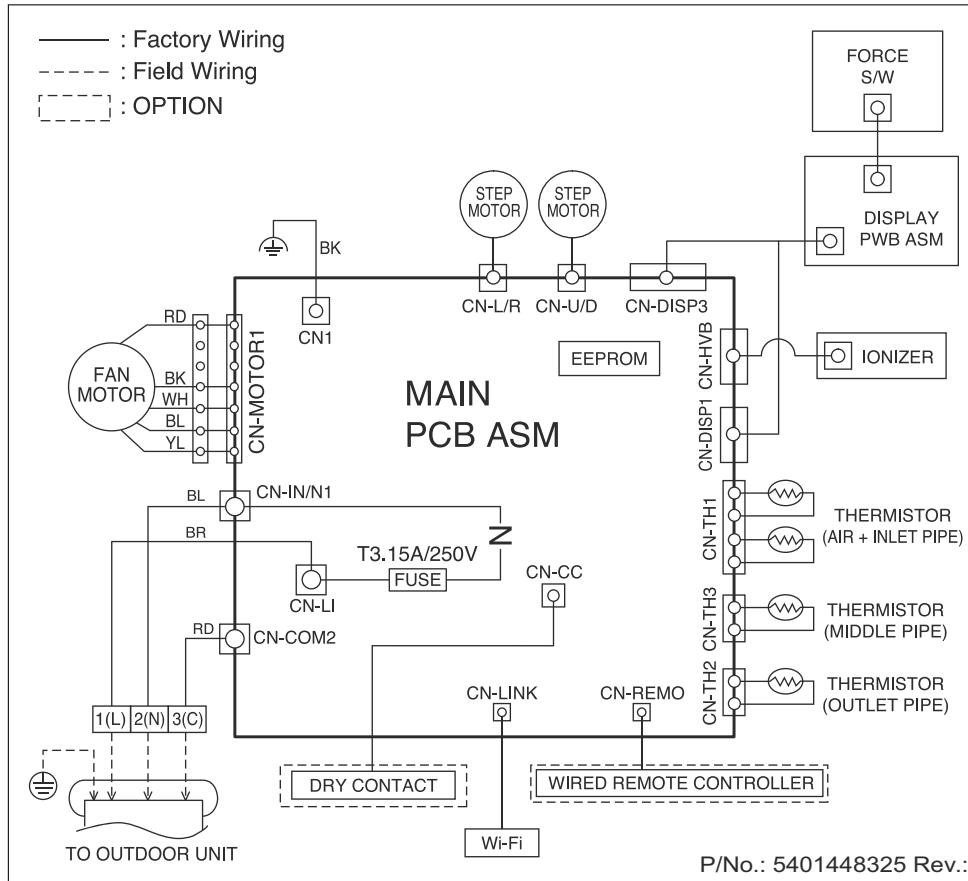 : Factory Wiring
: Field Wiring
: OPTION
FORCE
S/W
DISPLAY
PWB ASM
STEP
MOTOR
STEP
MOTOR
BK
CN-L/R
CN-U/D
CN-DISP3
CN1
RD
BK
WH
BL
YL
FAN
MOTOR
CN-MOTOR1
EEPROM
CN-HVB
IONIZER
MAIN
PCB ASM
CN-DISP1
CN-TH1
THERMISTOR
(AIR + INLET PIPE)
BL
CN-IN/N1
BR
T3.15A/250V
FUSE
CN-LI
CN-CC
CN-TH3
THERMISTOR
(MIDDLE PIPE)
RD
CN-COM2
CN-TH2
THERMISTOR
(OUTLET PIPE)
CN-LINK
CN-REMO
1(L) 2(N) 3(C)
DRY CONTACT
WIRED REMOTE CONTROLLER
Wi-Fi
TO OUTDOOR UNIT
P/No.: 5401448325 Rev.: